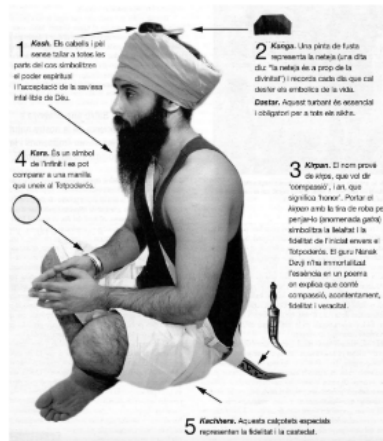 1 Kesh. Els cabells i pèl
sense tallar a totes les
parts del cos simbolitzen
el poder espiritual
i l'acceptació de la saviesa
infal·lible de Déu.
2 Kanga. Una pinta de fusta
representa la neteja (una dita
diu: "la neteja és a prop de la
divinitat") i recorda cada dia que cal
desfer els embolics de la vida.
Dastar. Aquest turbant és essencial
i obligatori per a tots els sikhs.
3 Kirpan. El nom prové
de kirpa, que vol dir
'compassió', i an, que
significa 'honor'. Portar el
kirpan amb la tira de roba per
penjar-lo (anomenada gatra)
simbolitza la lleialtat i la
fidelitat de l'iniciat envers el
Totpoderós. El guru Nanak
Devji n'ha immortalitzat
l'essència en un poema
on explica que conté
compassió, acontentament,
fidelitat i veracitat.
4 Kara. És un símbol
de l'infinit i es pot
comparar a una manilla
que uneix al Totpoderós.
5 Kachhera. Aquests calçotets especials
representen la fidelitat i la castedat.